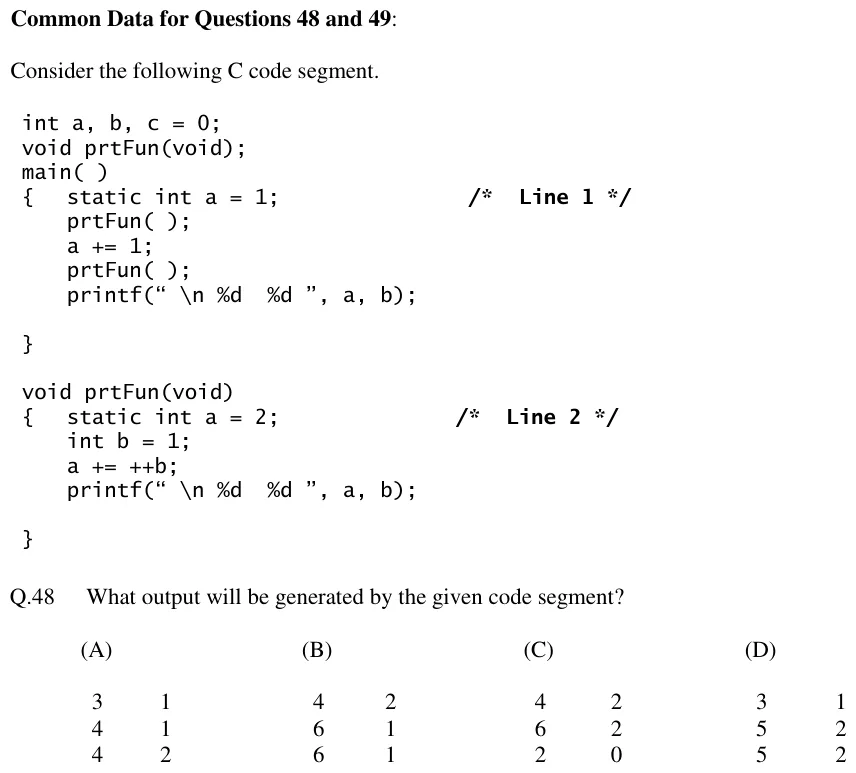 Common Data for Questions 48 and 49:
Consider the following C code segment.
int a, b, c = 0;
void prtFun(void);
main( )
{ static int a = 1; /* Line 1 */
prtFun( );
a += 1;
prtFun( );
printf(“ \n %d %d ”, a, b);
}
void prtFun(void)
{ static int a = 2; /* Line 2 */
int b = 1;
a += ++b;
printf(“ \n %d %d ”, a, b);
}
Q.48 What output will be generated by the given code segment?
(A) (B) (C) (D)
3 1 4 2 4 2 3 1
4 1 6 1 6 2 5 2
4 2 6 1 2 0 5 2